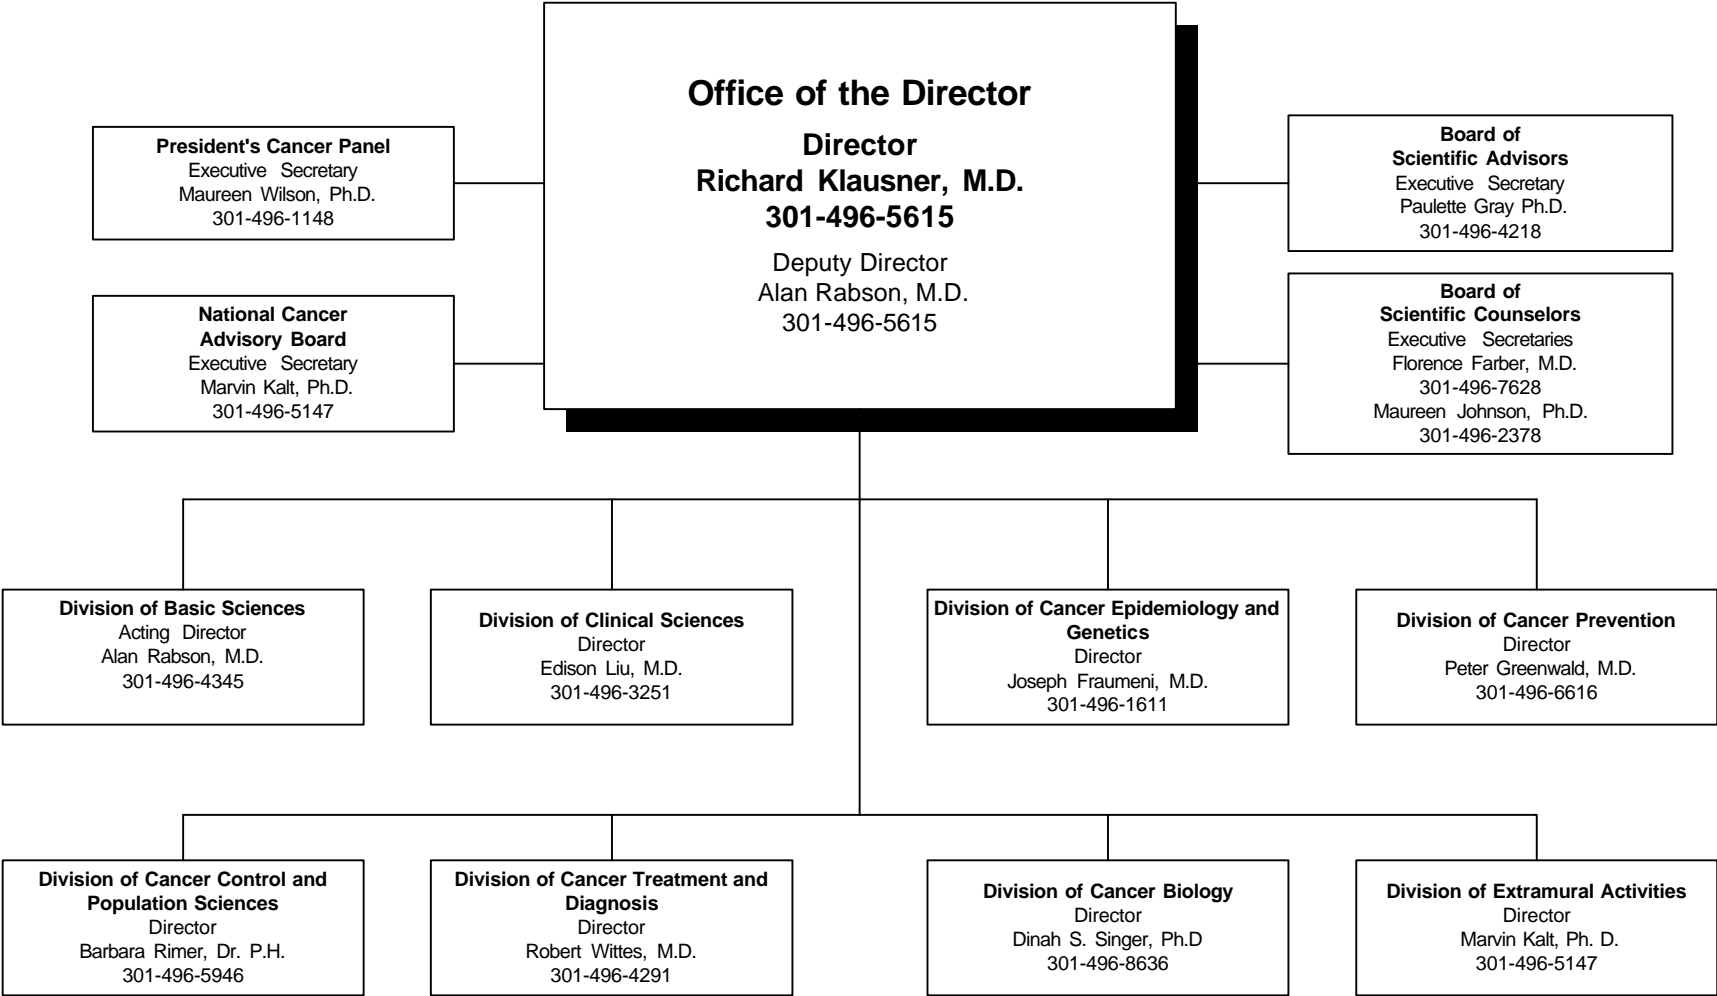 Office of the Director
Director
Richard Klausner, M.D.
301-496-5615
Deputy Director
Alan Rabson, M.D.
301-496-5615
President's Cancer Panel
Executive Secretary
Maureen Wilson, Ph.D.
301-496-1148
National Cancer
Advisory Board
Executive Secretary
Marvin Kalt, Ph.D.
301-496-5147
Board of
Scientific Advisors
Executive Secretary
Paulette Gray Ph.D.
301-496-4218
Board of
Scientific Counselors
Executive Secretaries
Florence Farber, M.D.
301-496-7628
Maureen Johnson, Ph.D.
301-496-2378
Division of Basic Sciences
Acting Director
Alan Rabson, M.D.
301-496-4345
Division of Clinical Sciences
Director
Edison Liu, M.D.
301-496-3251
Division of Cancer Epidemiology and
Genetics
Director
Joseph Fraumeni, M.D.
301-496-1611
Division of Cancer Prevention
Director
Peter Greenwald, M.D.
301-496-6616
Division of Cancer Control and
Population Sciences
Director
Barbara Rimer, Dr. P.H.
301-496-5946
Division of Cancer Treatment and
Diagnosis
Director
Robert Wittes, M.D.
301-496-4291
Division of Cancer Biology
Director
Dinah S. Singer, Ph.D
301-496-8636
Division of Extramural Activities
Director
Marvin Kalt, Ph. D.
301-496-5147